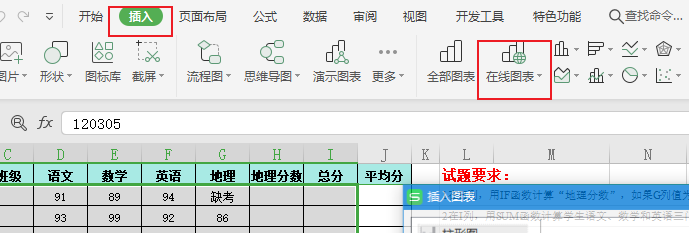 开始 插入 页面布局 公式 数据 审阅 视图 开发工具 特色功能 查找命令...
图片 形状 图标库 截屏 流程图 思维导图 演示图表 更多 全部图表 在线图表
fx 120305
C D E F G H I J K L M N O
班级 语文 数学 英语 地理 地理分数 总分 平均分 试题要求：
91 89 94 缺考 ，用IF函数计算“地理分数”，如果G列值为
93 99 92 86 2在I列，用SUM函数计算学生语文、数学和英语三
S 插入图表
柱形图